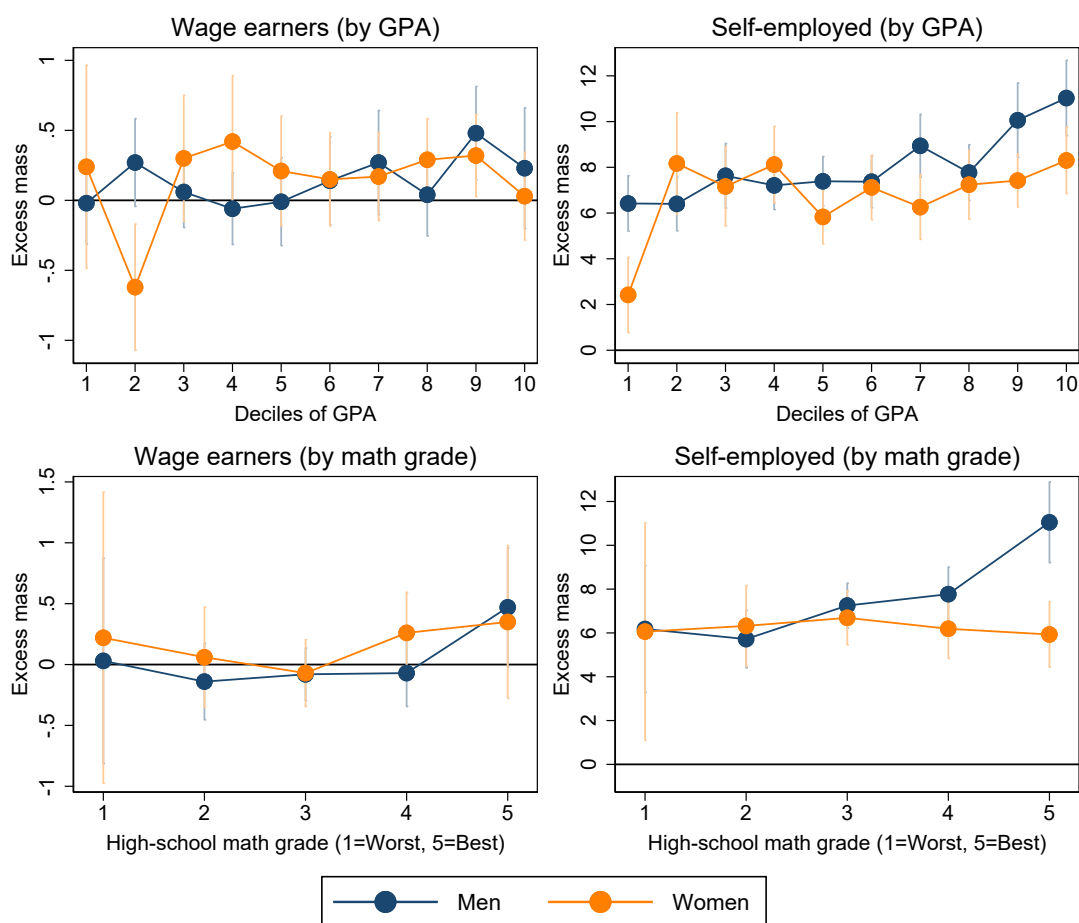 Wage earners (by GPA)
Excess mass
1
.5
0
-.5
-1
1 2 3 4 5 6 7 8 9 10
Deciles of GPA
Self-employed (by GPA)
Excess mass
12
10
8
6
4
2
0
1 2 3 4 5 6 7 8 9 10
Deciles of GPA
Wage earners (by math grade)
Excess mass
1.5
1
.5
0
-.5
-1
1 2 3 4 5
High-school math grade (1=Worst, 5=Best)
Self-employed (by math grade)
Excess mass
12
10
8
6
4
2
0
1 2 3 4 5
High-school math grade (1=Worst, 5=Best)
Men Women